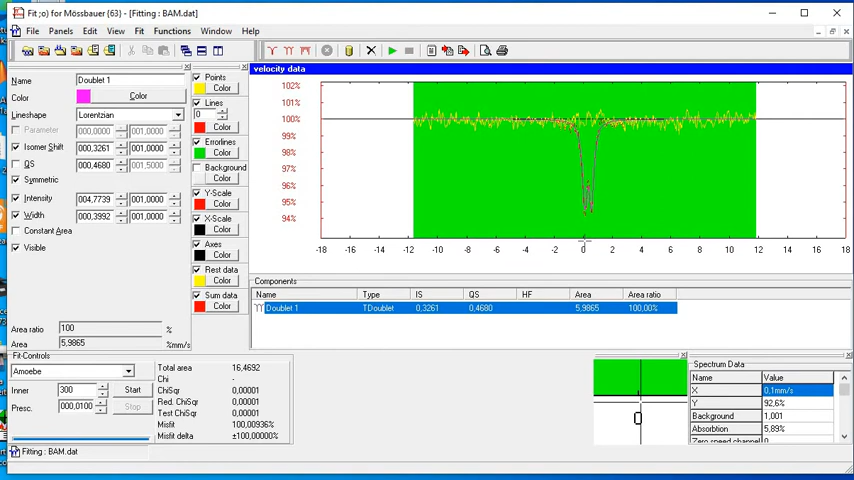 Fit ;o) for Mössbauer (63) - [Fitting : BAM.dat]
File Panels Edit View Fit Functions Window Help
Name Doublet 1
Color Color
Lineshape Lorentzian
Parameter 000,0000 001,0000
Isomer Shift 000,3261 001,0000
QS 000,4680 001,5000
Symmetric
Intensity 004,7739 001,0000
Width 000,3992 001,0000
Constant Area
Visible
Area ratio 100 %
Area 5,9865 %mm/s
Points
Color
Lines
0
Color
Errorlines
Color
Background
Color
Y-Scale
Color
X-Scale
Color
Axes
Color
Rest data
Color
Sum data
Color
velocity data
102%
101%
100%
99%
98%
97%
96%
95%
94%
-18 -16 -14 -12 -10 -8 -6 -4 -2 0 2 4 6 8 10 12 14 16 18
Components
Name Type IS QS HF Area Area ratio
Doublet 1 TDoublet 0,3261 0,4680 5,9865 100,00%
Fit-Controls
Amoebe
Inner 300 Start
Presc. 000,0100 Stop
Total area 16,4692
Chi -
ChiSqr 0,00001
Red. ChiSqr 0,00001
Test ChiSqr 0,00001
Misfit 100,00936%
Misfit delta ±100,00000%
0
Spectrum Data
Name Value
X 0,1mm/s
Y 92,6%
Background 1,001
Absorbtion 5,89%
Zero speed channel 0
Fitting : BAM.dat